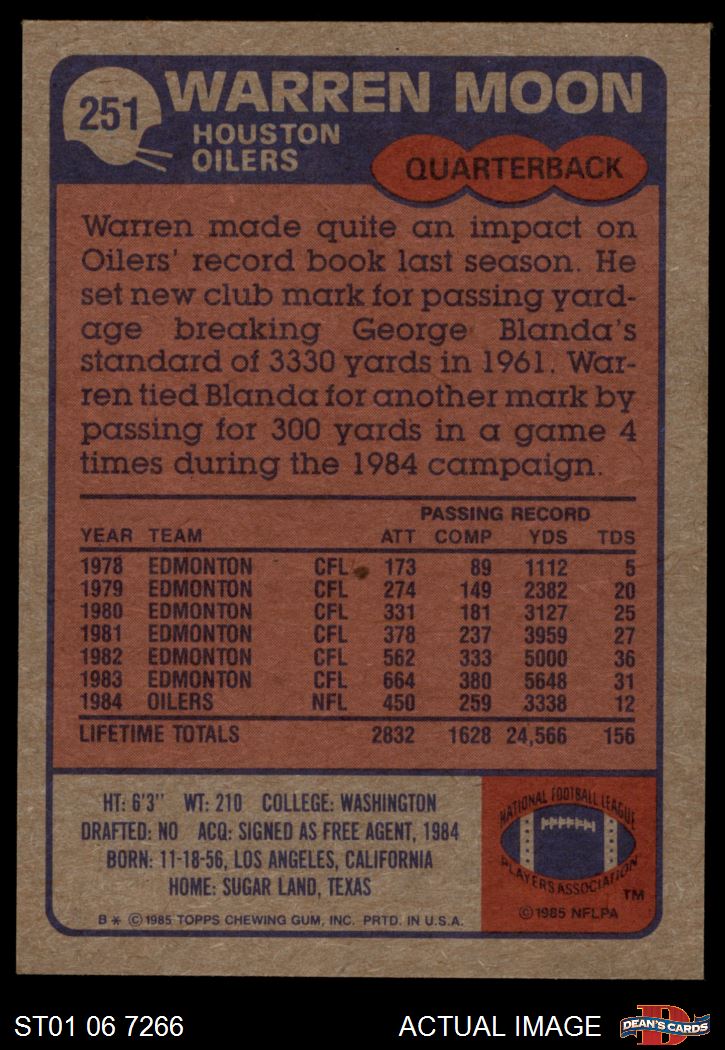 251 WARREN MOON
HOUSTON
OILERS
QUARTERBACK
Warren made quite an impact on
Oilers' record book last season. He
set new club mark for passing yard-
age breaking George Blanda's
standard of 3330 yards in 1961. War-
ren tied Blanda for another mark by
passing for 300 yards in a game 4
times during the 1984 campaign.
PASSING RECORD
YEAR TEAM ATT COMP YDS TDS
1978 EDMONTON CFL 173 89 1112 5
1979 EDMONTON CFL 274 149 2382 20
1980 EDMONTON CFL 331 181 3127 25
1981 EDMONTON CFL 378 237 3959 27
1982 EDMONTON CFL 562 333 5000 36
1983 EDMONTON CFL 664 380 5648 31
1984 OILERS NFL 450 259 3338 12
LIFETIME TOTALS 2832 1628 24,566 156
HT: 6'3" WT: 210 COLLEGE: WASHINGTON
DRAFTED: NO ACQ: SIGNED AS FREE AGENT, 1984
BORN: 11-18-56, LOS ANGELES, CALIFORNIA
HOME: SUGAR LAND, TEXAS
B* © 1985 TOPPS CHEWING GUM, INC. PRTD. IN U.S.A.
NATIONAL FOOTBALL LEAGUE
PLAYERS ASSOCIATION
TM
© 1985 NFLPA
ST01 06 7266 ACTUAL IMAGE
D
DEAN'S CARDS